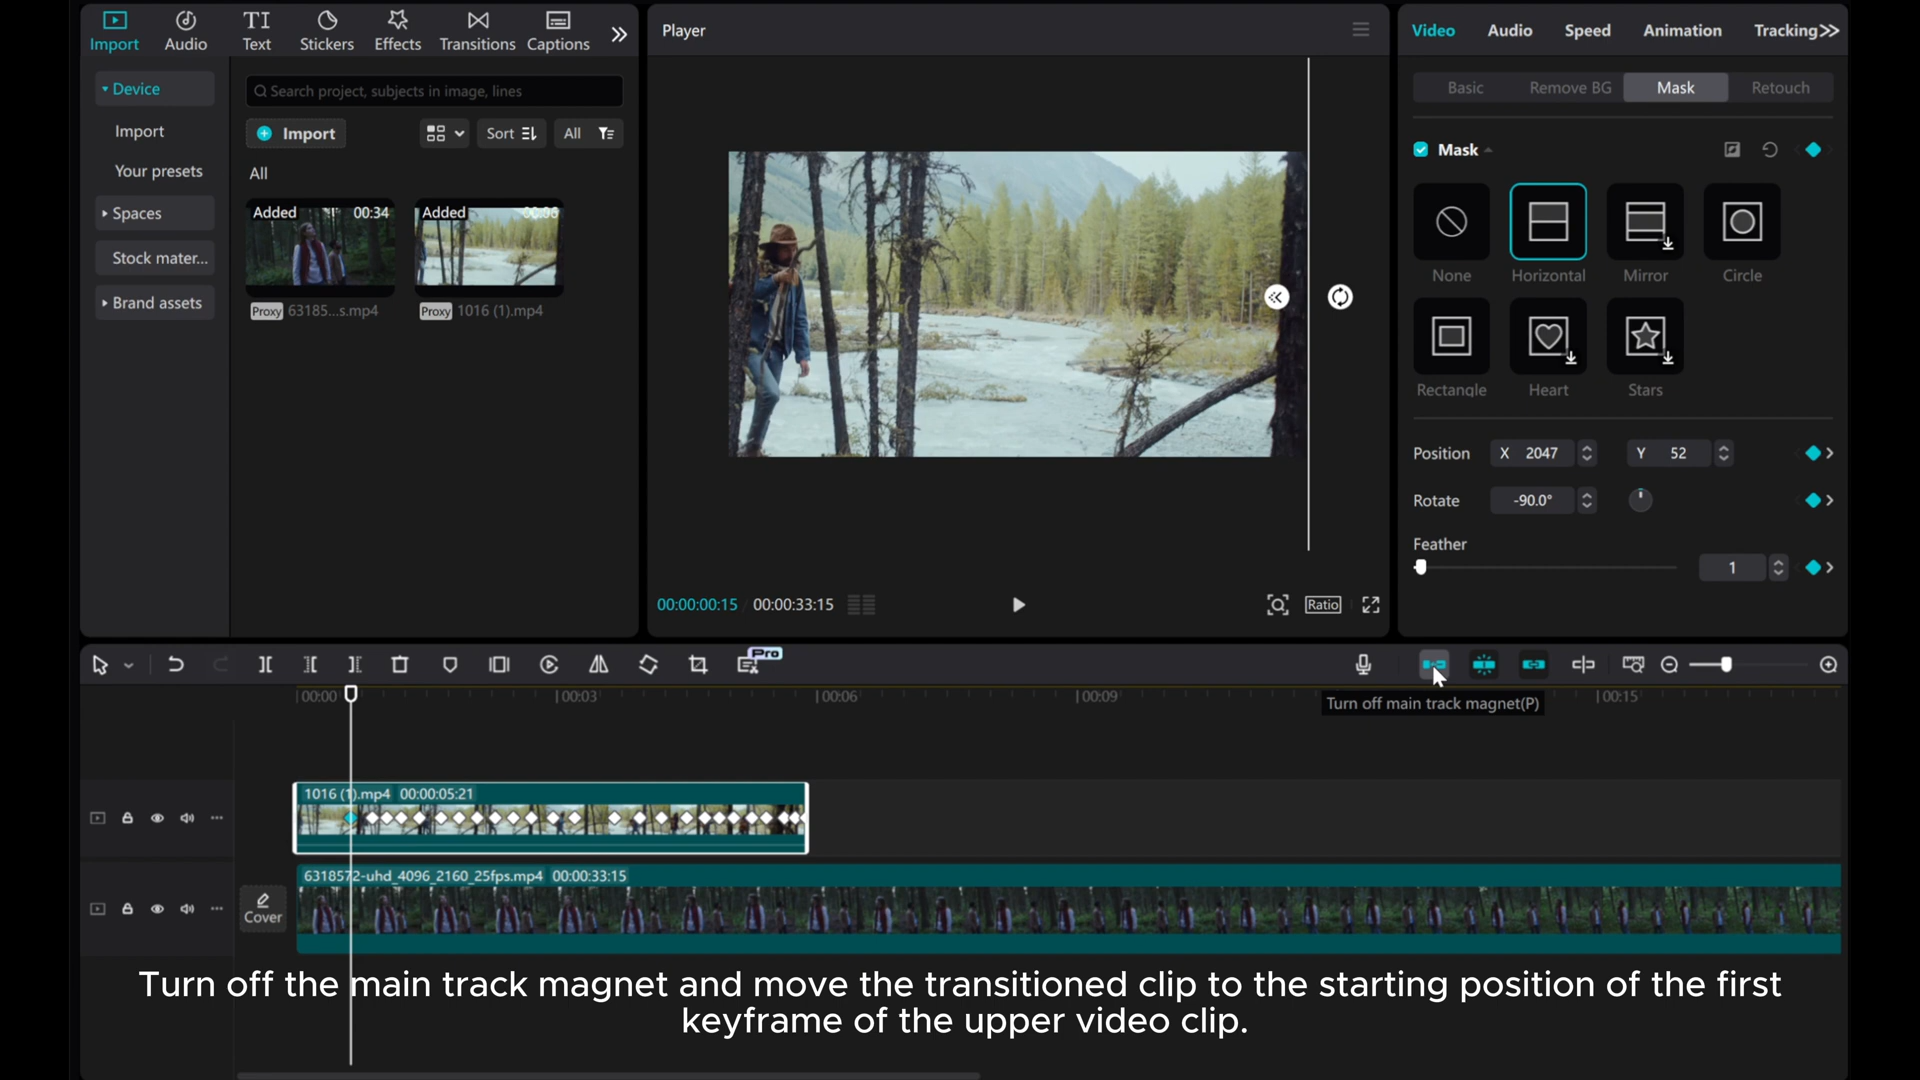 Import
Audio
TI
Text
Stickers
Effects
Transitions
Captions
Device
Import
Your presets
Spaces
Stock mater...
Brand assets
Search project, subjects in image, lines
Import
Sort
All
All
Added 00:34
Added
Proxy 63185...s.mp4
Proxy 1016 (1).mp4
Player
00:00:00:15 00:00:33:15
Ratio
Video
Audio
Speed
Animation
Tracking
Basic
Remove BG
Mask
Retouch
Mask
None
Horizontal
Mirror
Circle
Rectangle
Heart
Stars
Position X 2047 Y 52
Rotate -90.0°
Feather
1
Pro
Turn off main track magnet(P)
00:00
00:03
00:06
00:09
00:15
1016 (1).mp4 00:00:05:21
Cover
6318572-uhd_4096_2160_25fps.mp4 00:00:33:15
Turn off the main track magnet and move the transitioned clip to the starting position of the first
keyframe of the upper video clip.